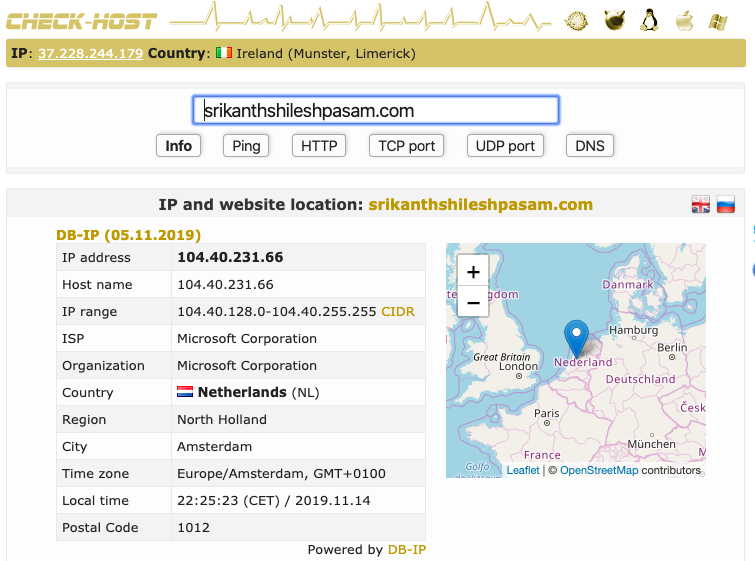 CHECK-HOST
IP: 37.228.244.179 Country: Ireland (Munster, Limerick)
srikanthshileshpasam.com
Info Ping HTTP TCP port UDP port DNS
IP and website location: srikanthshileshpasam.com
DB-IP (05.11.2019)
IP address 104.40.231.66
Host name 104.40.231.66
IP range 104.40.128.0-104.40.255.255 CIDR
ISP Microsoft Corporation
Organization Microsoft Corporation
Country Netherlands (NL)
Region North Holland
City Amsterdam
Time zone Europe/Amsterdam, GMT+0100
Local time 22:25:23 (CET) / 2019.11.14
Postal Code 1012
Powered by DB-IP
+
−
Danmark
Hamburg
Berlin
Great Britain
London
Nederland
Deutschland
Paris
Česk
München
France
Golfo
Leaflet | © OpenStreetMap contributors